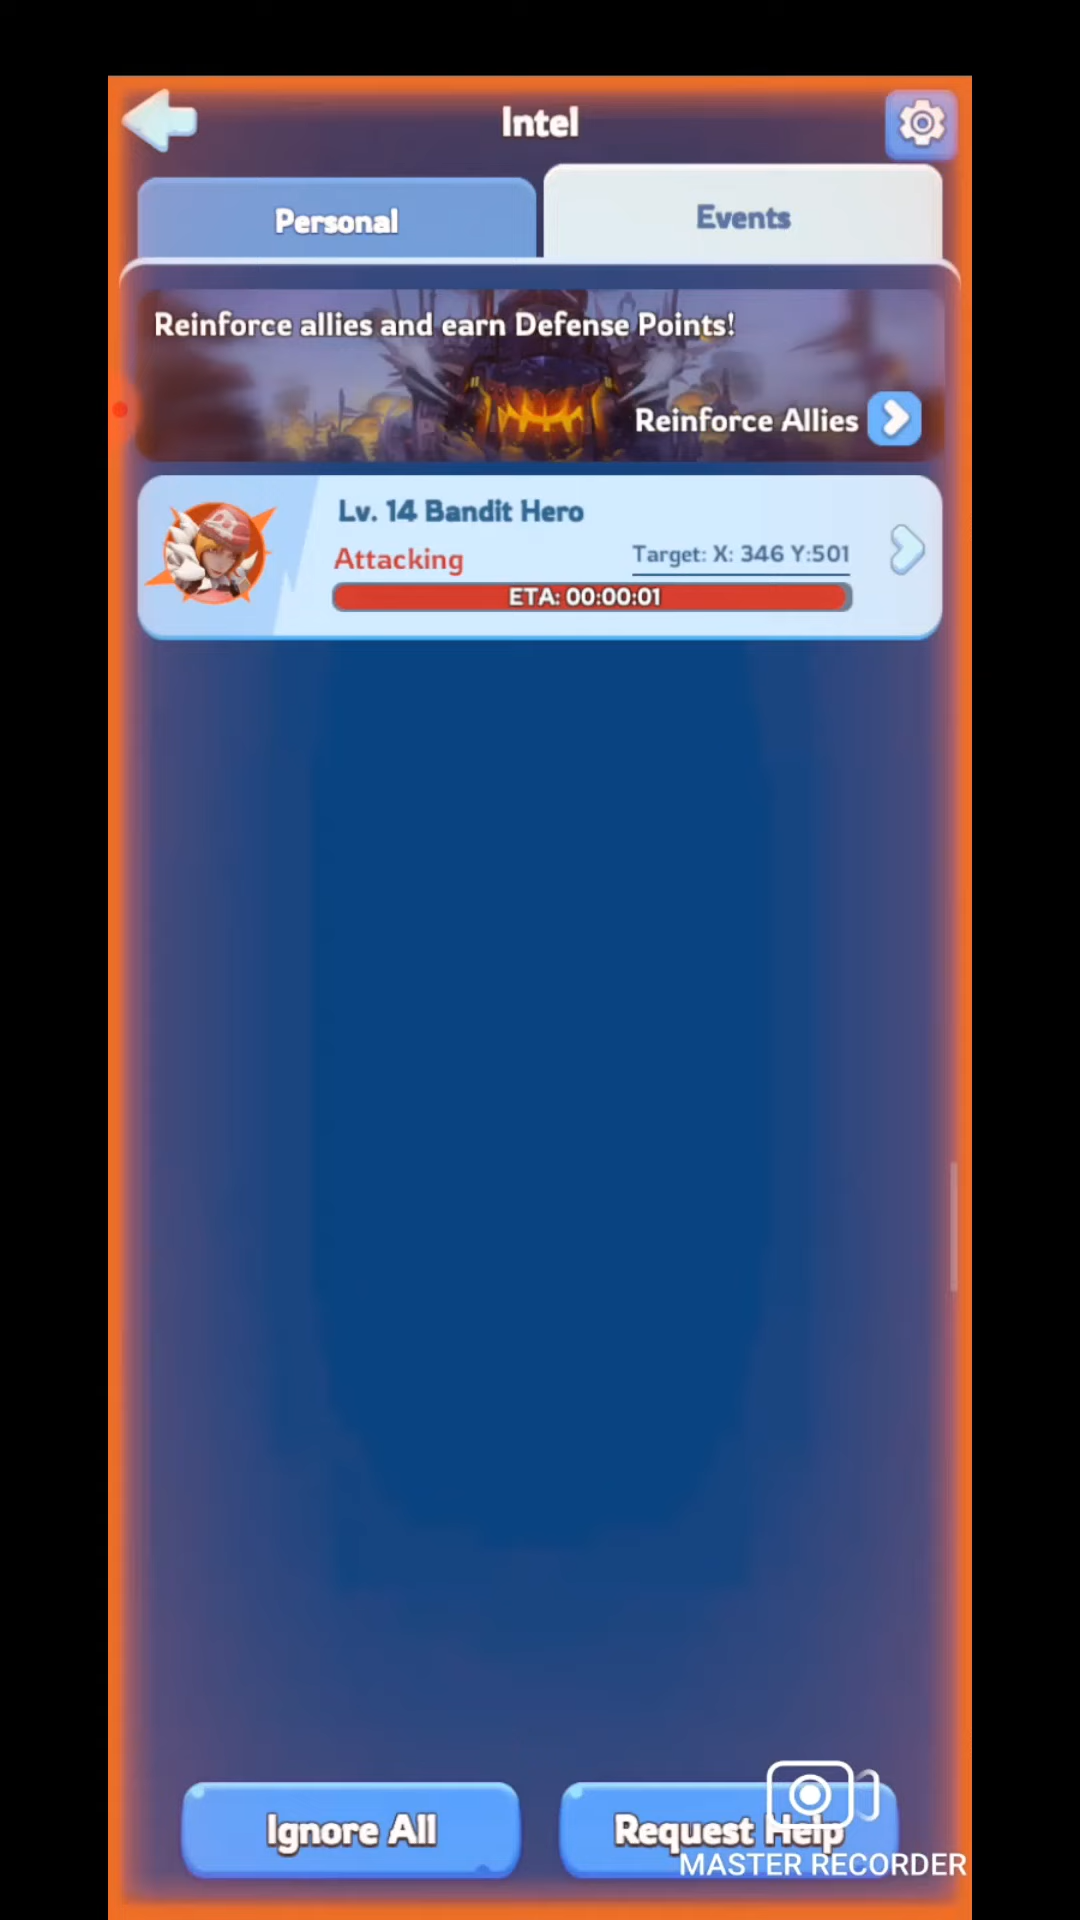 Intel
Personal
Events
Reinforce allies and earn Defense Points!
Reinforce Allies
Lv. 14 Bandit Hero
Attacking
Target: X: 346 Y:501
ETA: 00:00:01
Ignore All
Request Help
MASTER RECORDER